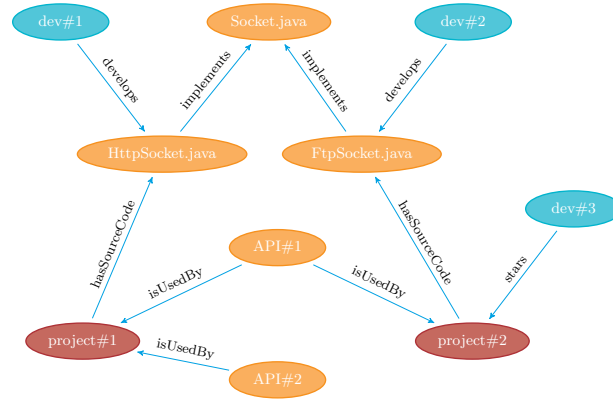 dev#1
Socket.java
dev#2
develops
implements
implements
develops
HttpSocket.java
FtpSocket.java
dev#3
hasSourceCode
API#1
hasSourceCode
stars
isUsedBy
isUsedBy
project#1
project#2
isUsedBy
API#2